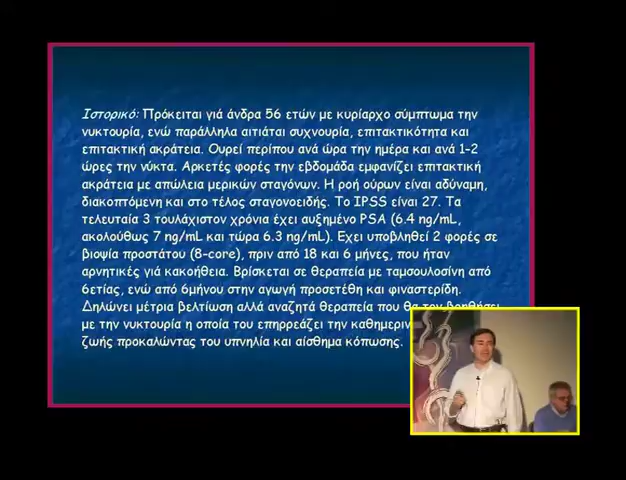 Ιστορικό: Πρόκειται γιά άνδρα 56 ετών με κυρίαρχο σύμπτωμα την
νυκτουρία, ενώ παράλληλα αιτιάται συχνουρία, επιτακτικότητα και
επιτακτική ακράτεια. Ουρεί περίπου ανά ώρα την ημέρα και ανά 1-2
ώρες την νύκτα. Αρκετές φορές την εβδομάδα εμφανίζει επιτακτική
ακράτεια με απώλεια μερικών σταγόνων. Η ροή ούρων είναι αδύναμη,
διακοπτόμενη και στο τέλος σταγονοειδής. Το IPSS είναι 27. Τα
τελευταία 3 τουλάχιστον χρόνια έχει αυξημένο PSA (6.4 ng/mL,
ακολούθως 7 ng/mL και τώρα 6.3 ng/mL). Εχει υποβληθεί 2 φορές σε
βιοψία προστάτου (8-core), πριν από 18 και 6 μήνες, που ήταν
αρνητικές γιά κακοήθεια. Βρίσκεται σε θεραπεία με ταμσουλοσίνη από
6ετίας, ενώ από 6μήνου στην αγωγή προσετέθη και φιναστερίδη.
Δηλώνει μέτρια βελτίωση αλλά αναζητά θεραπεία που θα τον βοηθήσει
με την νυκτουρία η οποία του επηρρεάζει την
ζωής προκαλώντας του υπνηλία και αίσθημα κόπωσης.